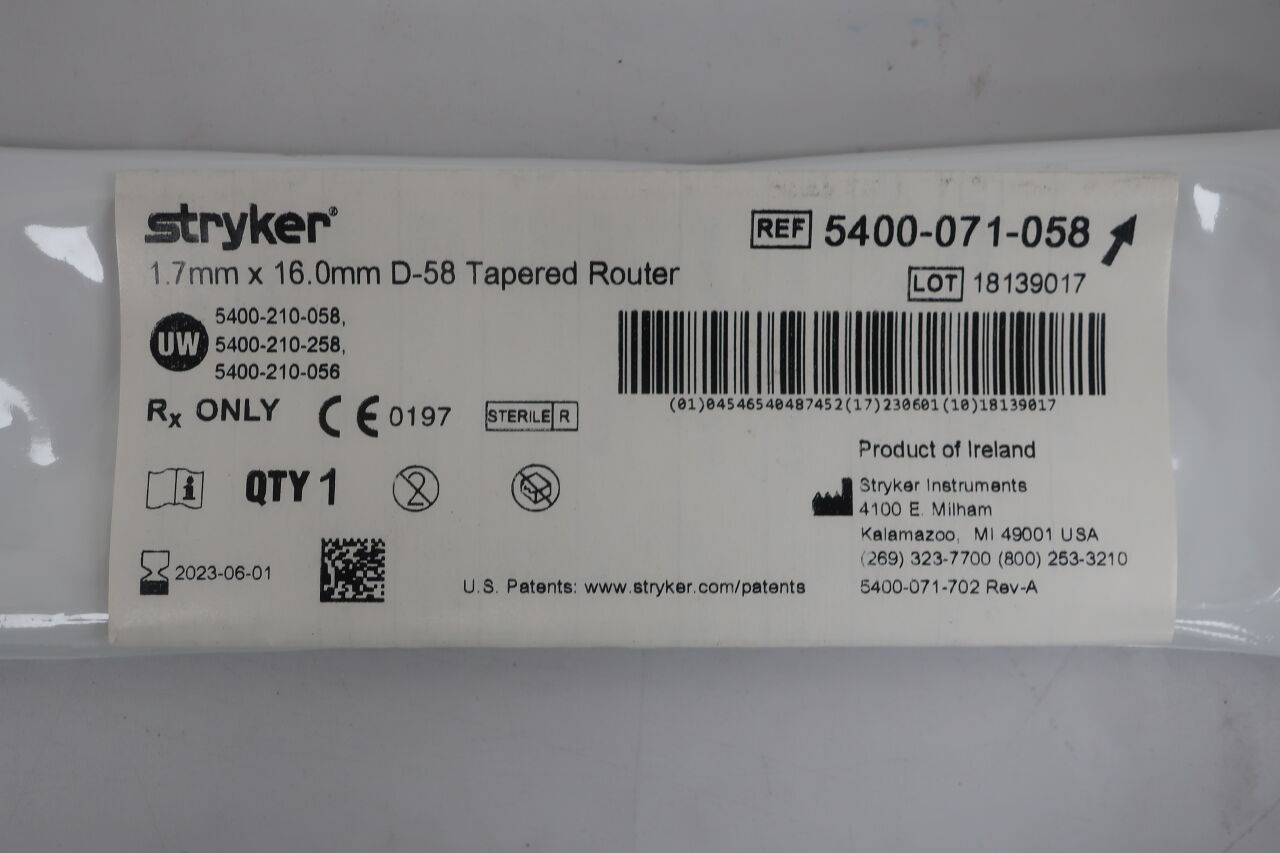 stryker®
REF 5400-071-058
1.7mm x 16.0mm D-58 Tapered Router
LOT 18139017
UW 5400-210-058,
5400-210-258,
5400-210-056
(01)04546540487452(17)230601(10)18139017
Rx ONLY CE 0197 STERILE R
Product of Ireland
QTY 1 2
Stryker Instruments
4100 E. Milham
Kalamazoo, MI 49001 USA
(269) 323-7700 (800) 253-3210
2023-06-01
U.S. Patents: www.stryker.com/patents
5400-071-702 Rev-A